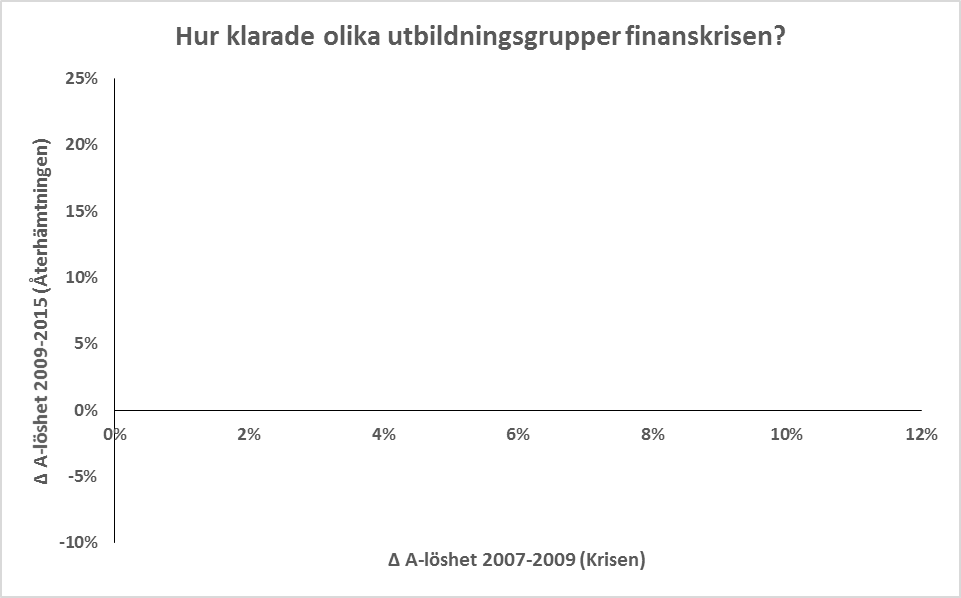 Hur klarade olika utbildningsgrupper finanskrisen?
Δ A-löshet 2009-2015 (Återhämtningen)
25%
20%
15%
10%
5%
0%
-5%
-10%
0% 2% 4% 6% 8% 10% 12%
Δ A-löshet 2007-2009 (Krisen)